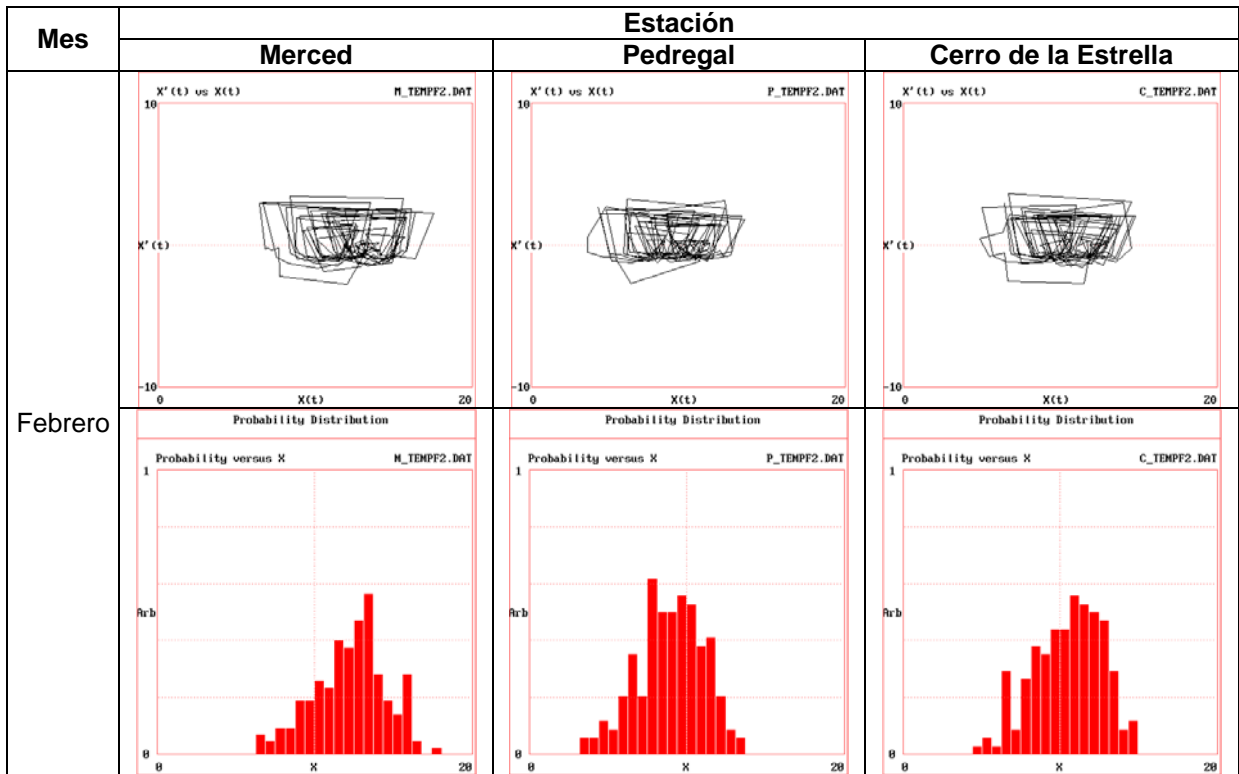 Mes
Estación
Merced
Pedregal
Cerro de la Estrella
Febrero
X'(t) vs X(t) M_TEMPF2.DAT
10
X'(t)
-10
0 X(t) 20
X'(t) vs X(t) P_TEMPF2.DAT
10
X'(t)
-10
0 X(t) 20
X'(t) vs X(t) C_TEMPF2.DAT
10
X'(t)
-10
0 X(t) 20
Probability Distribution
Probability versus X M_TEMPF2.DAT
1
Arb
0
0 X 20
Probability Distribution
Probability versus X P_TEMPF2.DAT
1
Arb
0
0 X 20
Probability Distribution
Probability versus X C_TEMPF2.DAT
1
Arb
0
0 X 20